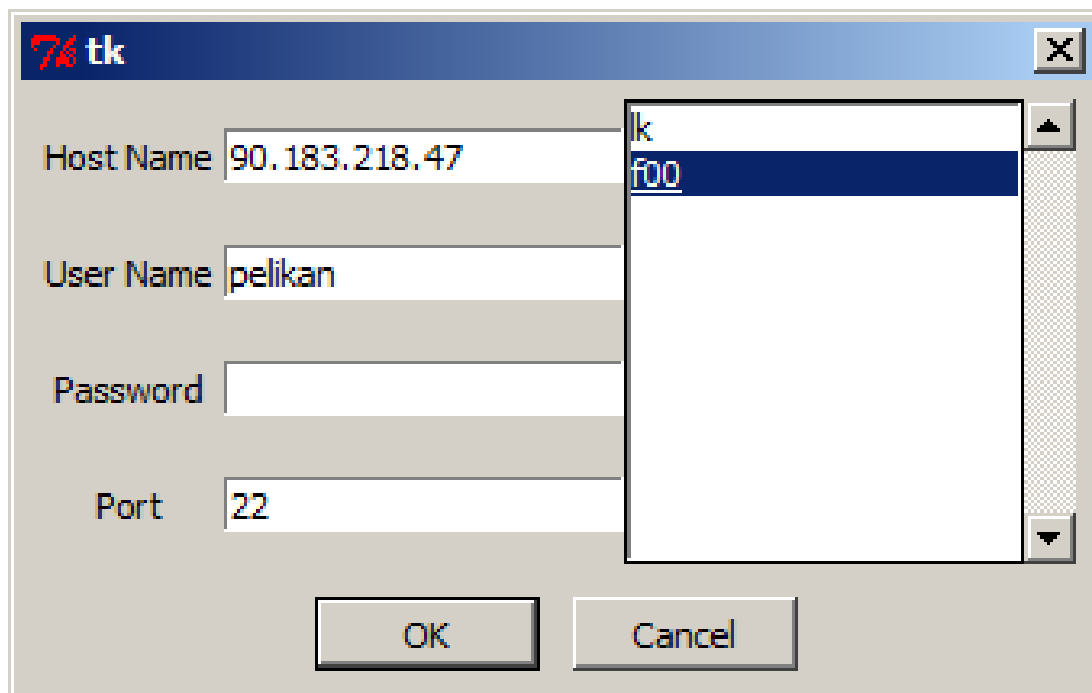 tk
Host Name 90.183.218.47
User Name pelikan
Password
Port 22
lk
f00
OK Cancel